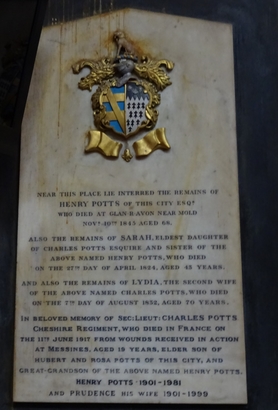 NEAR THIS PLACE LIE INTERRED THE REMAINS OF
HENRY POTTS OF THIS CITY ESQR
WHO DIED AT GLAN-R-AVON NEAR MOLD
NOVR 16TH 1845 AGED 68.
ALSO THE REMAINS OF SARAH, ELDEST DAUGHTER
OF CHARLES POTTS ESQUIRE AND SISTER OF THE
ABOVE NAMED HENRY POTTS, WHO DIED
ON THE 27TH DAY OF APRIL 1824, AGED 42 YEARS.
AND ALSO THE REMAINS OF LYDIA, THE SECOND WIFE
OF THE ABOVE NAMED CHARLES POTTS, WHO DIED
ON THE 7TH DAY OF AUGUST 1832, AGED 70 YEARS.
IN BELOVED MEMORY OF SEC: LIEUT: CHARLES POTTS
CHESHIRE REGIMENT, WHO DIED IN FRANCE ON
THE 11TH JUNE 1917 FROM WOUNDS RECEIVED IN ACTION
AT MESSINES, AGED 18 YEARS, ELDER SON OF
HUBERT AND ROSA POTTS OF THIS CITY, AND
GREAT-GRANDSON OF THE ABOVE NAMED HENRY POTTS.
HENRY POTTS · 1901-1981
AND PRUDENCE HIS WIFE 1901-1999